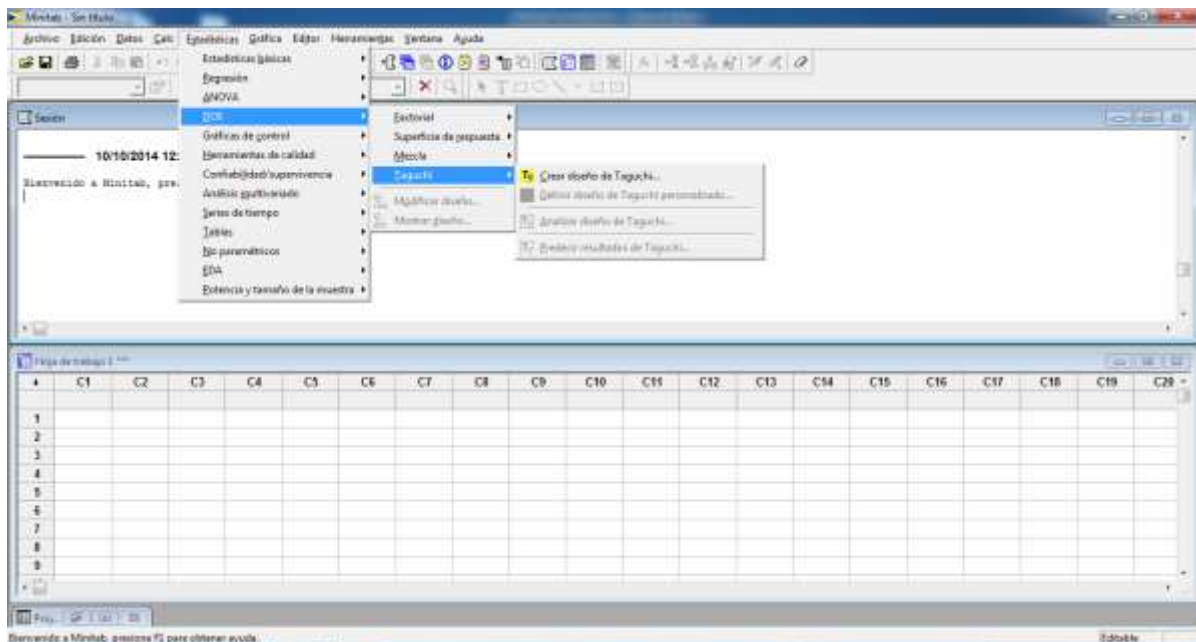 Minitab - Sin título
Archivo Edición Datos Calc Estadísticas Gráfica Editor Herramientas Ventana Ayuda
Sesión
10/10/2014 12:
Bienvenido a Minitab, pre
Estadísticas básicas
Regresión
ANOVA
DOE
Gráficas de control
Herramientas de calidad
Confiabilidad/supervivencia
Análisis multivariado
Series de tiempo
Tablas
No paramétricos
EDA
Potencia y tamaño de la muestra
Factorial
Superficie de respuesta
Mezcla
Taguchi
Modificar diseño...
Mostrar diseño...
Crear diseño de Taguchi...
Definir diseño de Taguchi personalizado...
Analizar diseño de Taguchi...
Predecir resultados de Taguchi...
Hoja de trabajo 1 ***
C1 C2 C3 C4 C5 C6 C7 C8 C9 C10 C11 C12 C13 C14 C15 C16 C17 C18 C19 C20
1
2
3
4
5
6
7
8
9
Proy...
Bienvenido a Minitab, presione F1 para obtener ayuda.
Editable